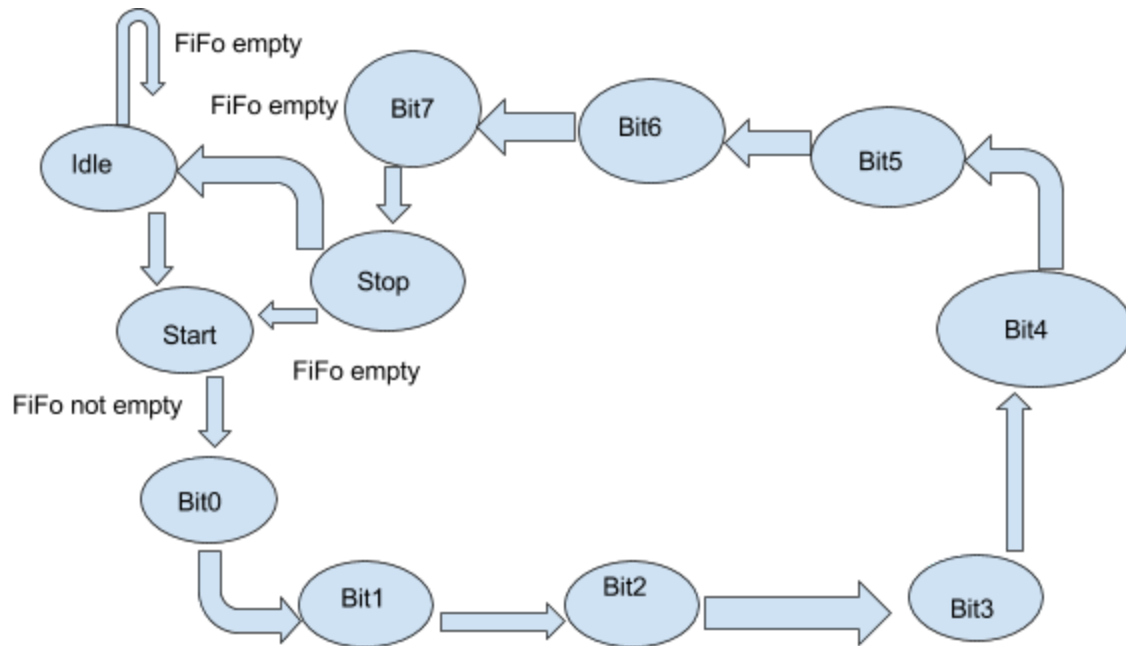 FiFo empty
FiFo empty
Bit7
Bit6
Bit5
Idle
Stop
Start
Bit4
FiFo empty
FiFo not empty
Bit0
Bit1
Bit2
Bit3